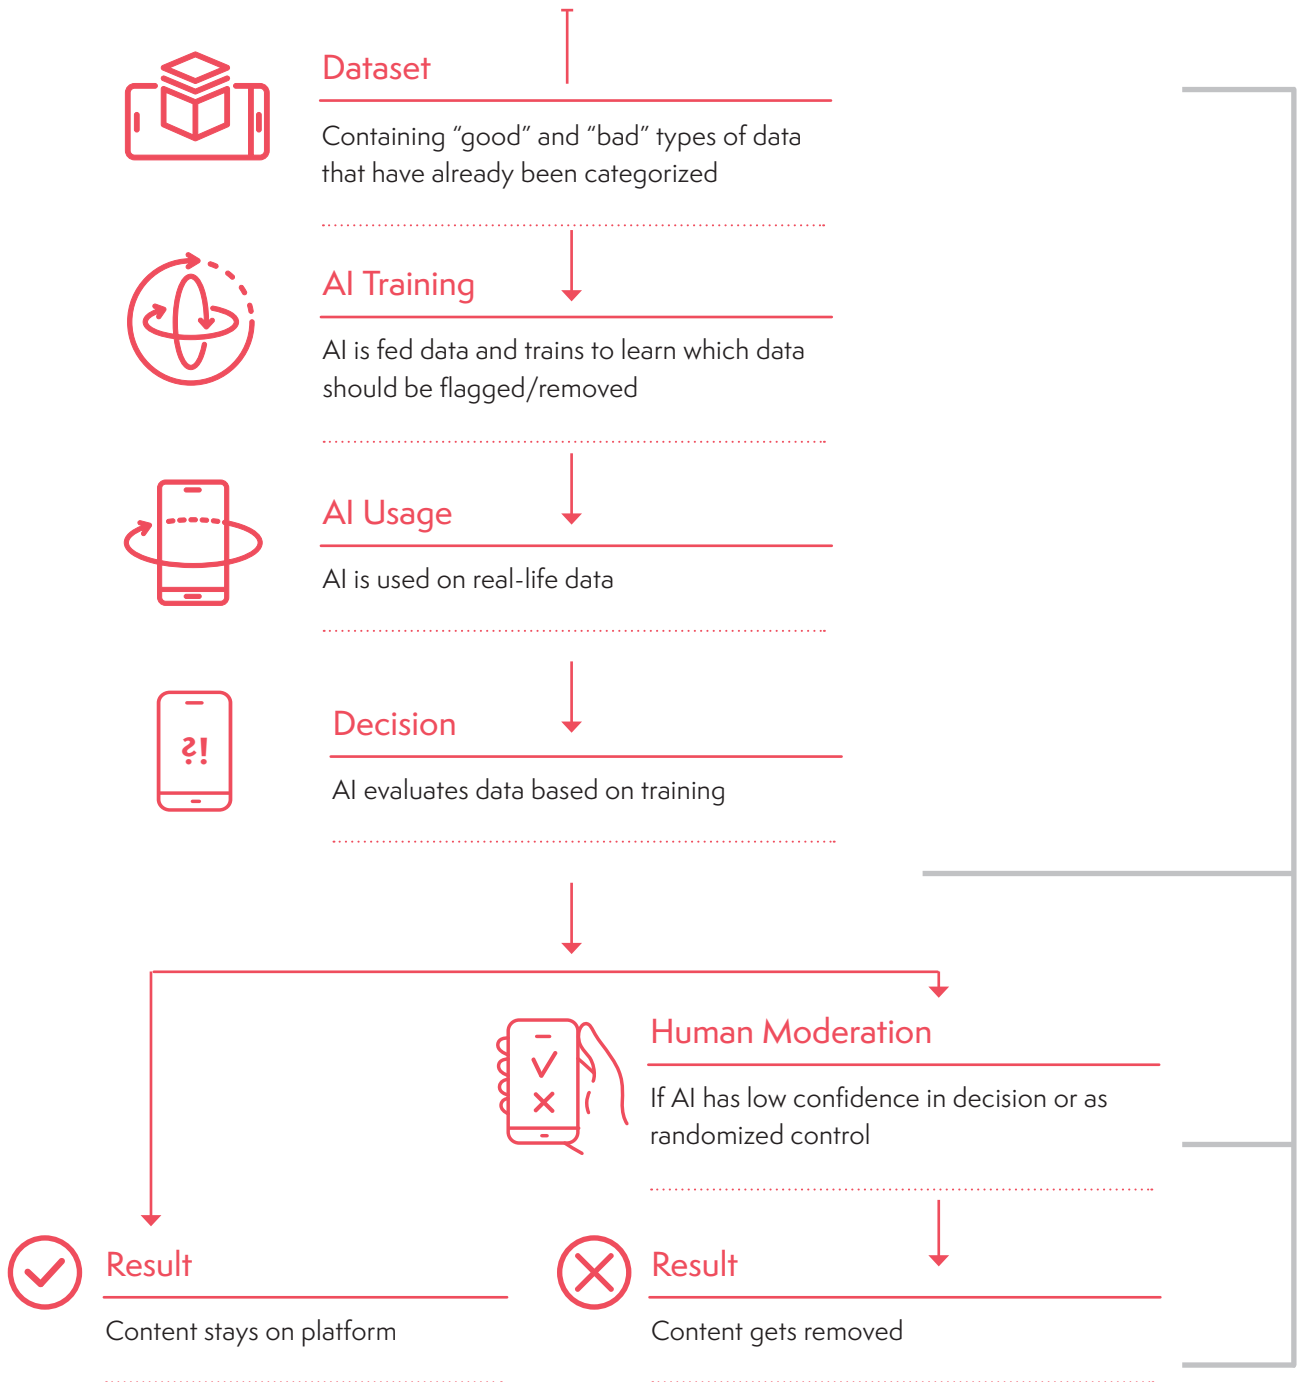 Dataset
Containing “good” and “bad” types of data
that have already been categorized
AI Training
AI is fed data and trains to learn which data
should be flagged/removed
AI Usage
AI is used on real-life data
?!
Decision
AI evaluates data based on training
Human Moderation
If AI has low confidence in decision or as
randomized control
Result
Content stays on platform
Result
Content gets removed